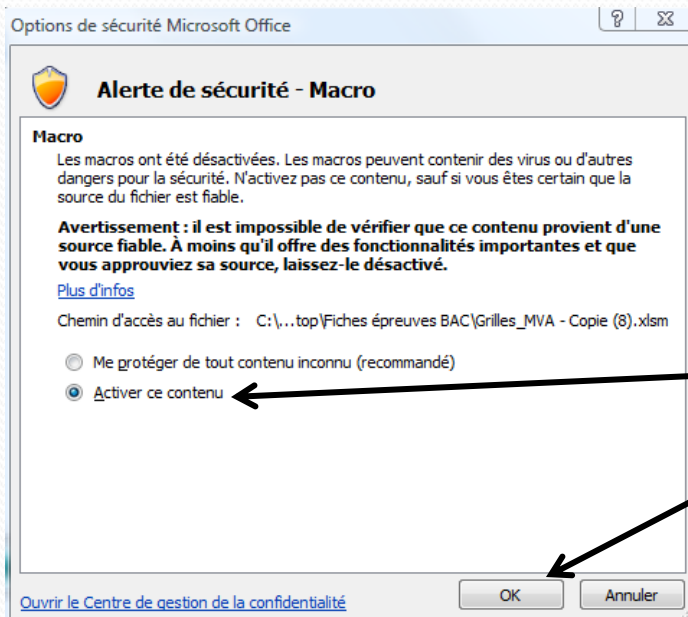 Options de sécurité Microsoft Office
?
Alerte de sécurité - Macro
Macro
Les macros ont été désactivées. Les macros peuvent contenir des virus ou d'autres
dangers pour la sécurité. N'activez pas ce contenu, sauf si vous êtes certain que la
source du fichier est fiable.
Avertissement : il est impossible de vérifier que ce contenu provient d'une
source fiable. À moins qu'il offre des fonctionnalités importantes et que
vous approuviez sa source, laissez-le désactivé.
Plus d'infos
Chemin d'accès au fichier : C:\...top\Fiches épreuves BAC\Grilles_MVA - Copie (8).xlsm
Me protéger de tout contenu inconnu (recommandé)
Activer ce contenu
Ouvrir le Centre de gestion de la confidentialité
OK
Annuler